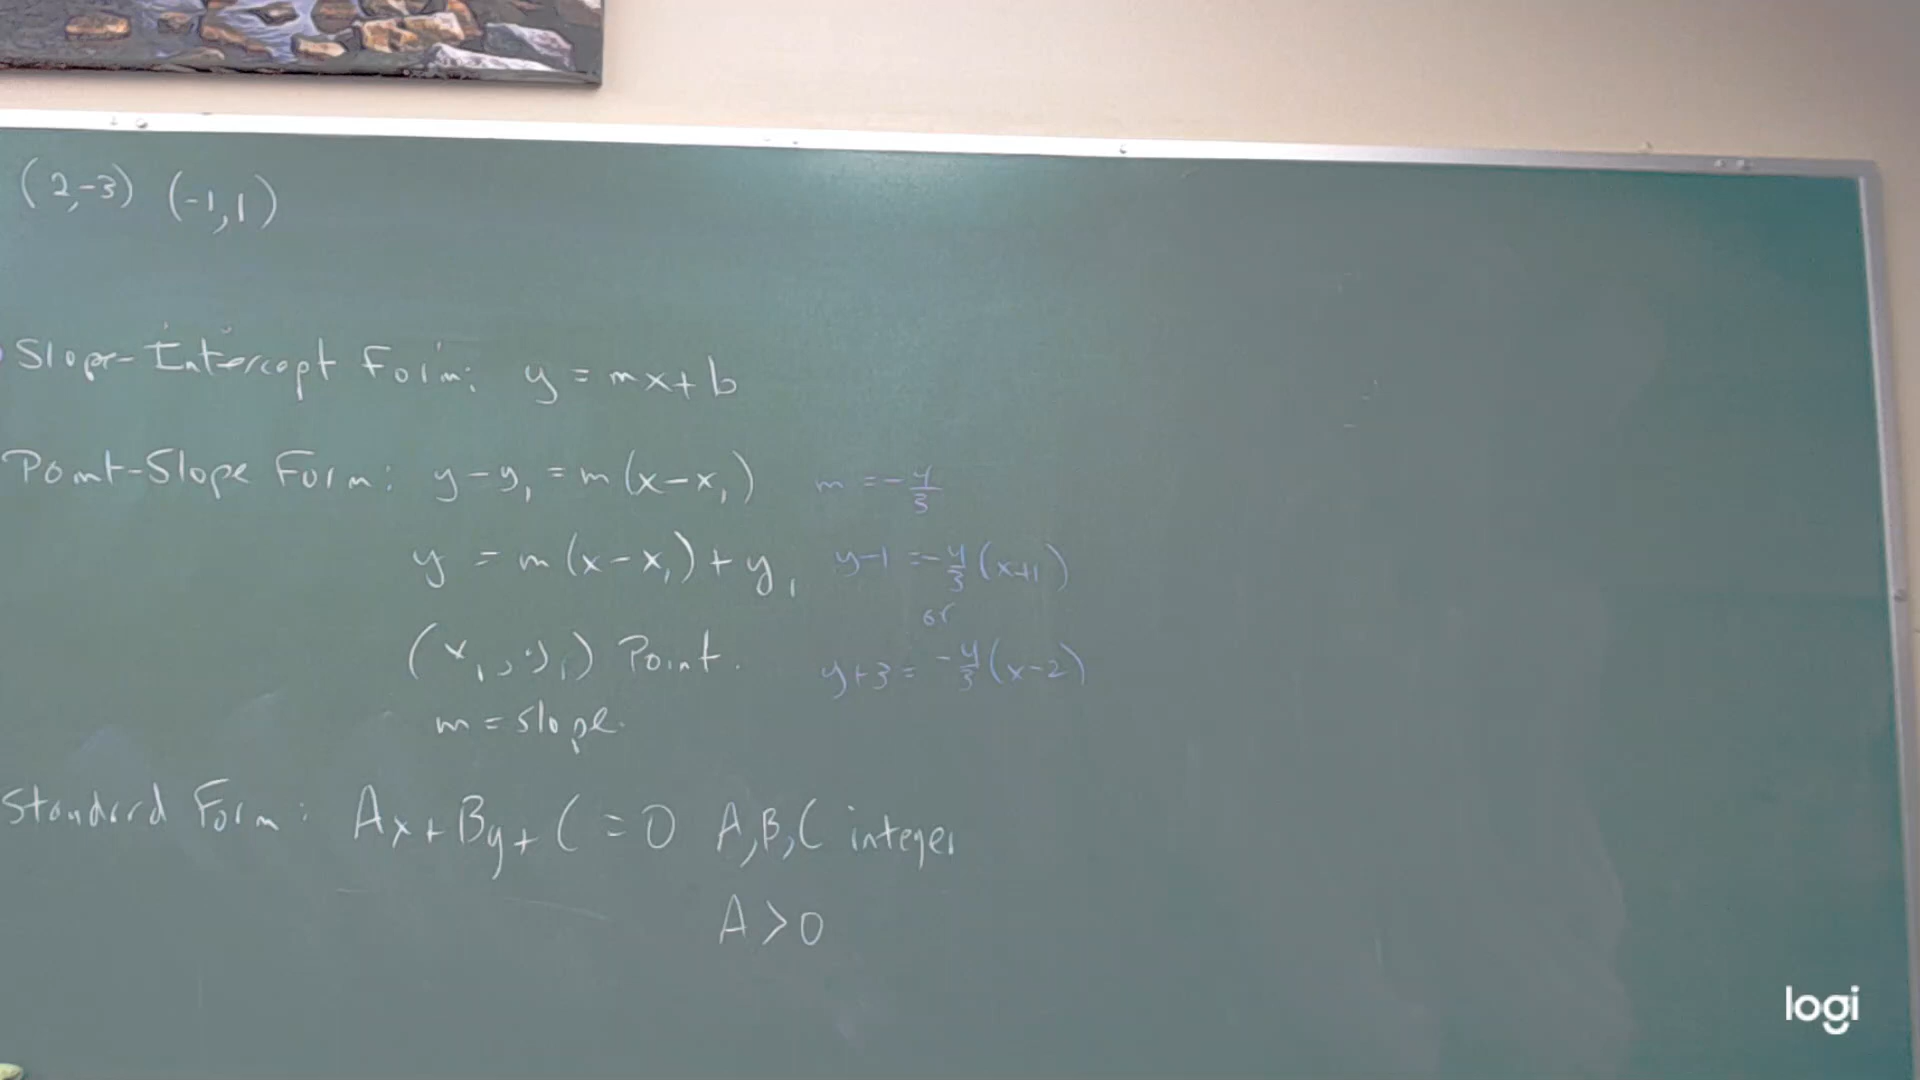 (2,-3) (-1,1)
Slope-Intercept Form: y = mx+b
Point-Slope Form: y-y₁ = m(x-x₁) m = -4/3
y = m(x-x₁)+y₁ y-1 = -4/3(x+1)
or
(x₁, y₁) Point. y+3 = -4/3(x-2)
m = slope.
Standard Form: Ax+By+C=0 A,B,C integer
A>0
logi